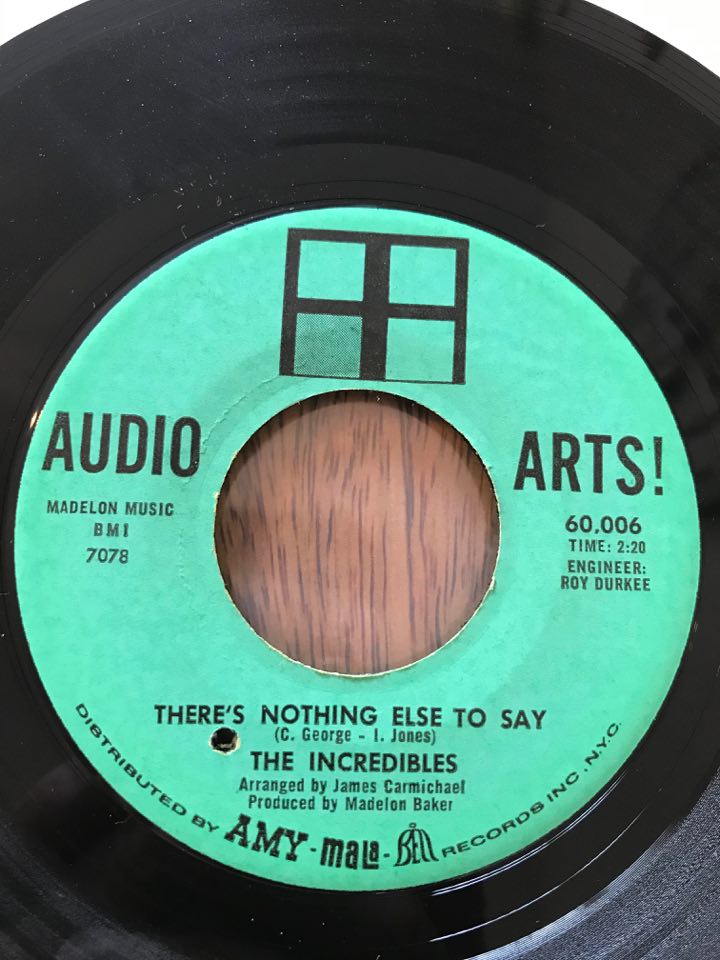 AUDIO ARTS!
MADELON MUSIC
BMI
7078
60,006
TIME: 2:20
ENGINEER:
ROY DURKEE
THERE'S NOTHING ELSE TO SAY
(C. George - I. Jones)
THE INCREDIBLES
Arranged by James Carmichael
Produced by Madelon Baker
DISTRIBUTED BY AMY - mala - BELL RECORDS INC., N.Y.C.